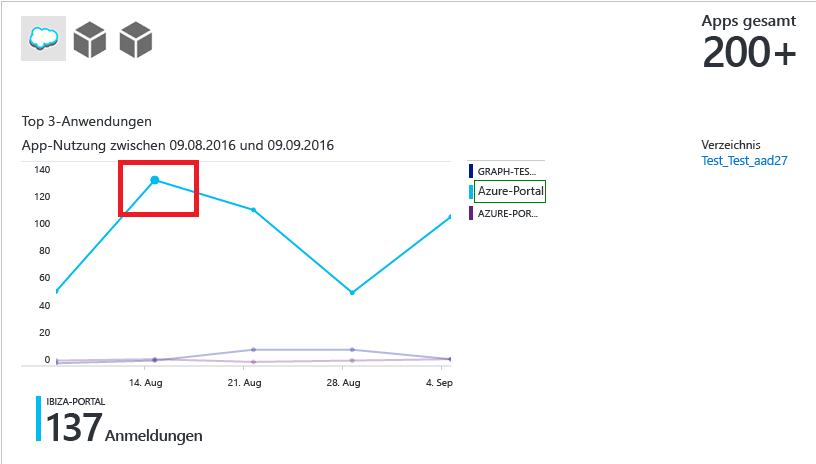 Apps gesamt
200+
Top 3-Anwendungen
App-Nutzung zwischen 09.08.2016 und 09.09.2016
Verzeichnis
Test_Test_aad27
140
120
100
80
60
40
20
0
14. Aug
21. Aug
28. Aug
4. Sep
GRAPH-TES...
Azure-Portal
AZURE-POR...
IBIZA-PORTAL
137 Anmeldungen